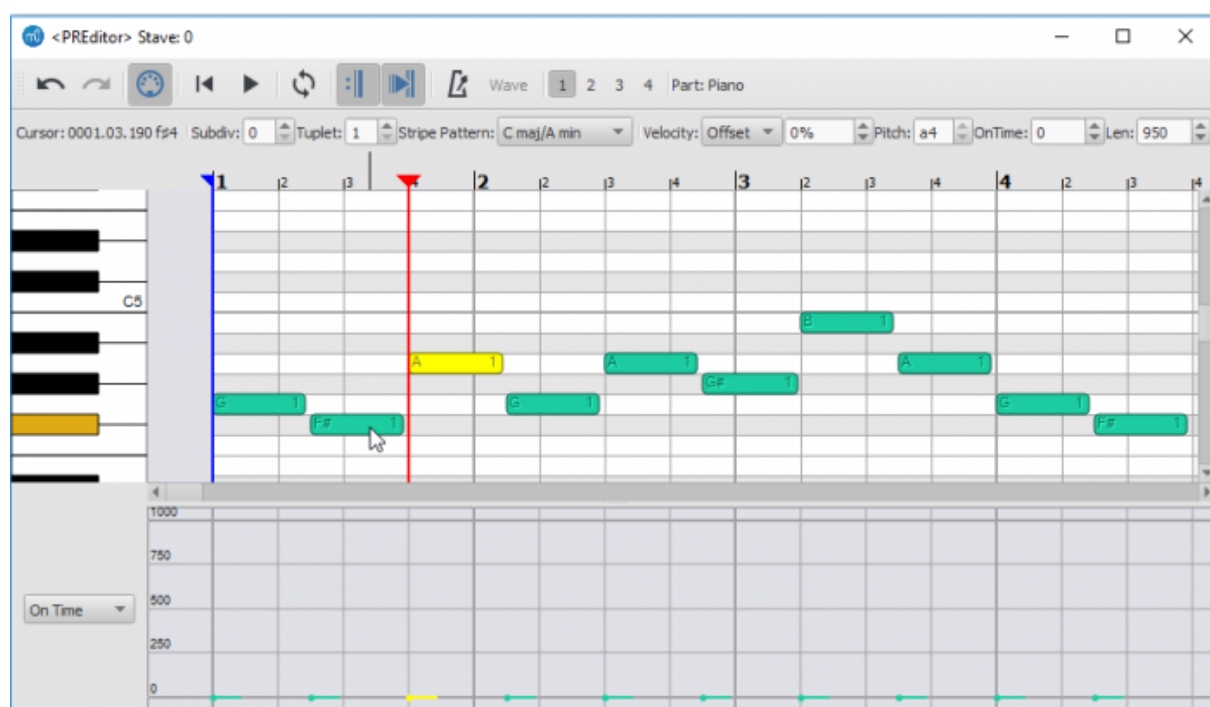 <PREditor> Stave: 0
Wave 1 2 3 4 Part: Piano
Cursor: 0001.03.190 f♯4 Subdiv: 0 Tuplet: 1 Stripe Pattern: C maj/A min Velocity: Offset 0% Pitch: a4 OnTime: 0 Len: 950
1 2 3 4 2 2 3 4 3 2 3 4 4 2 3 4
C5
B 1
A 1 A 1 A 1
G# 1
G 1 G 1 G 1
F# 1 F# 1
1000
750
On Time 500
250
0